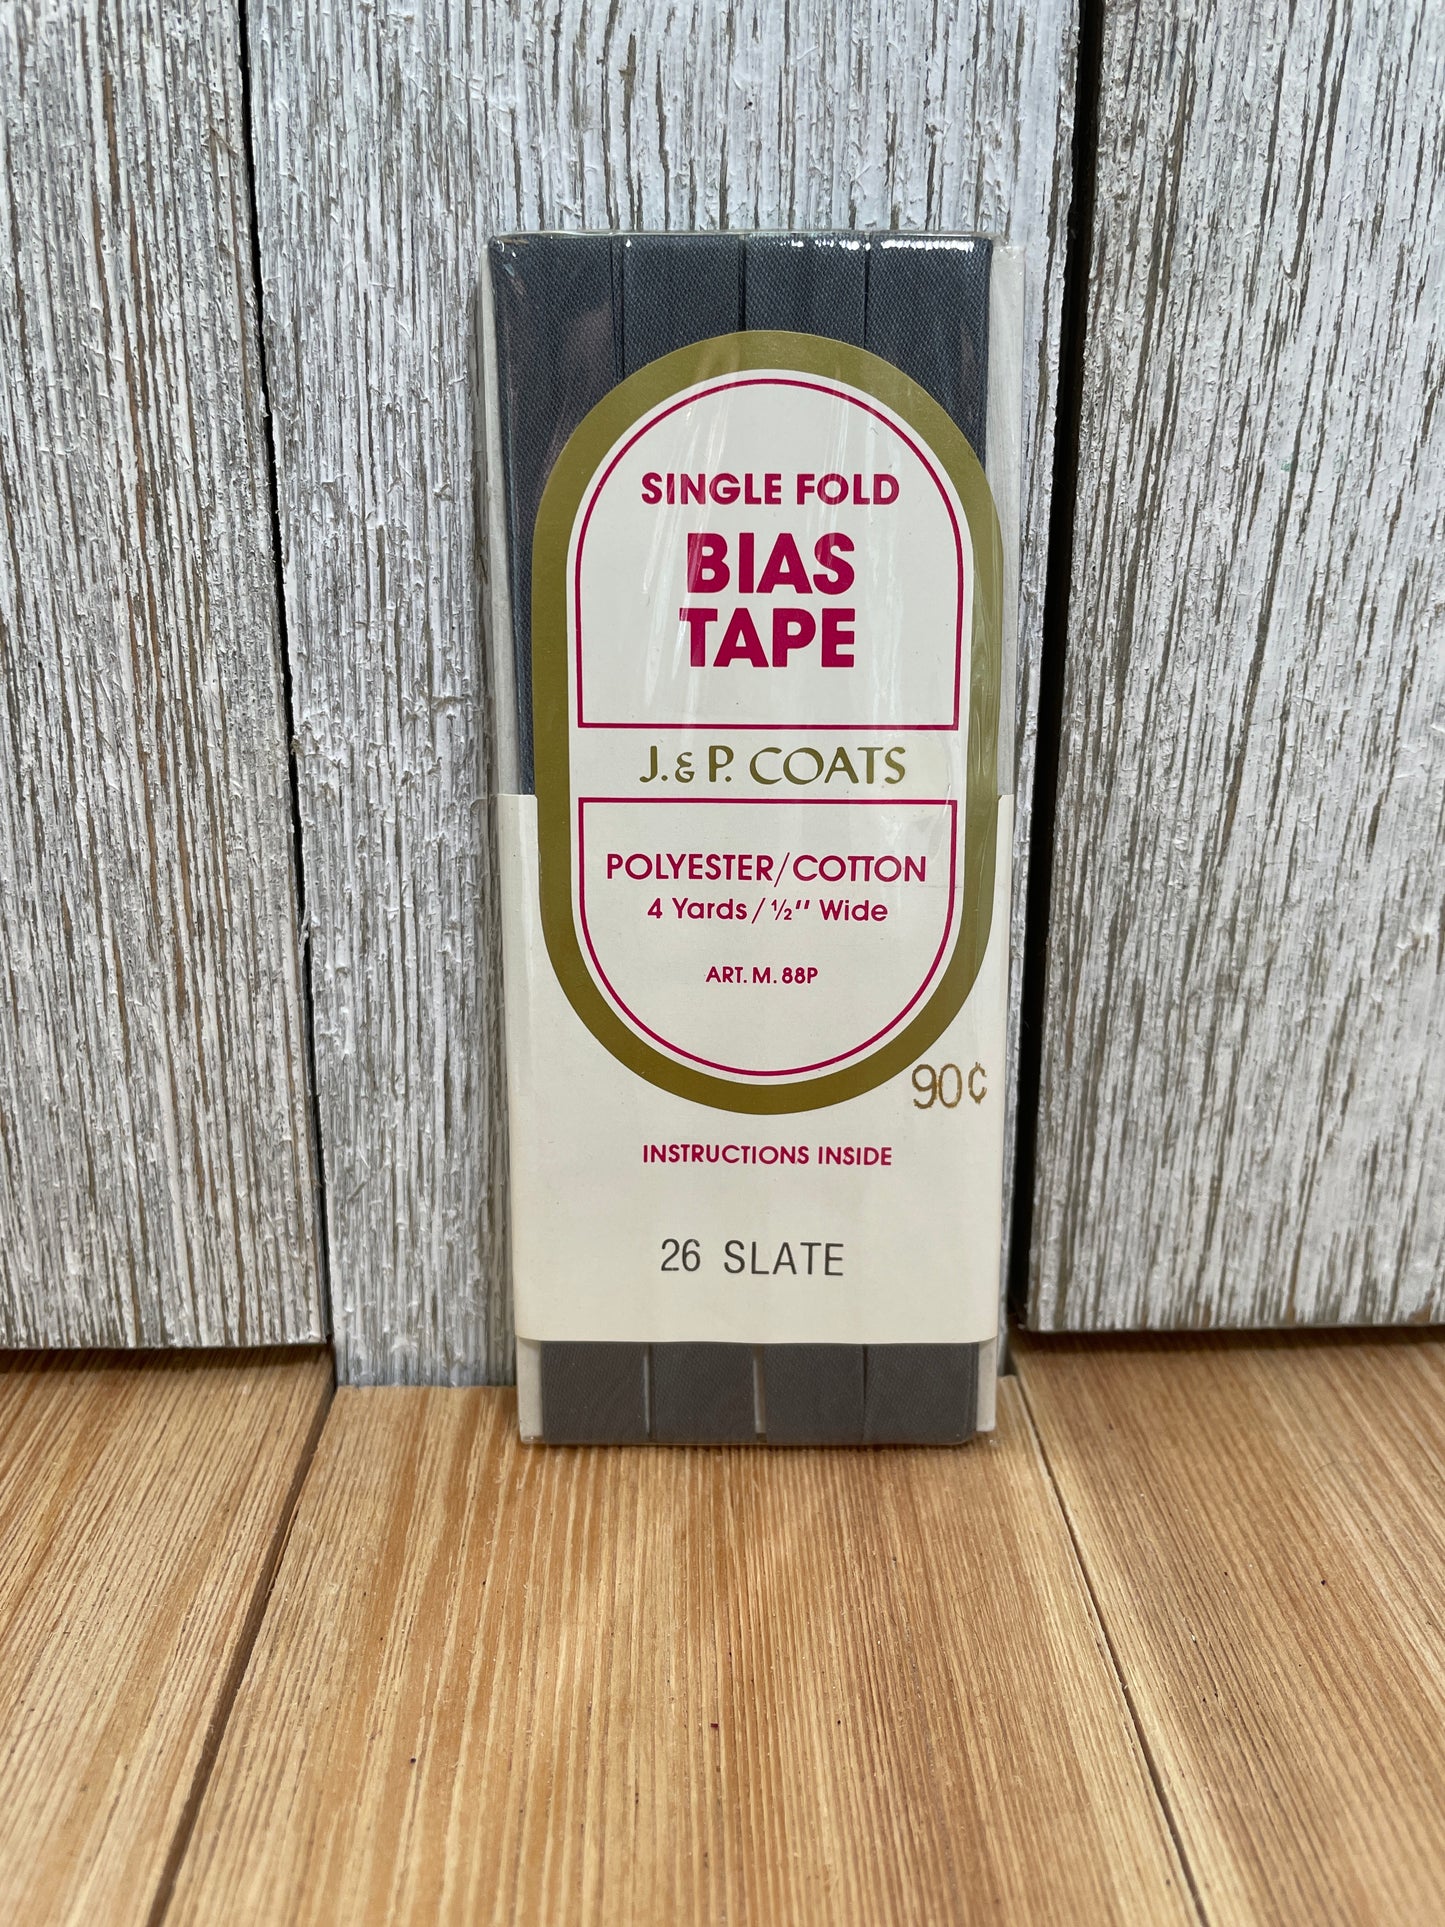 SINGLE FOLD
BIAS
TAPE
J. & P. COATS
POLYESTER/COTTON
4 Yards / ½" Wide
ART. M. 88P
90¢
INSTRUCTIONS INSIDE
26 SLATE